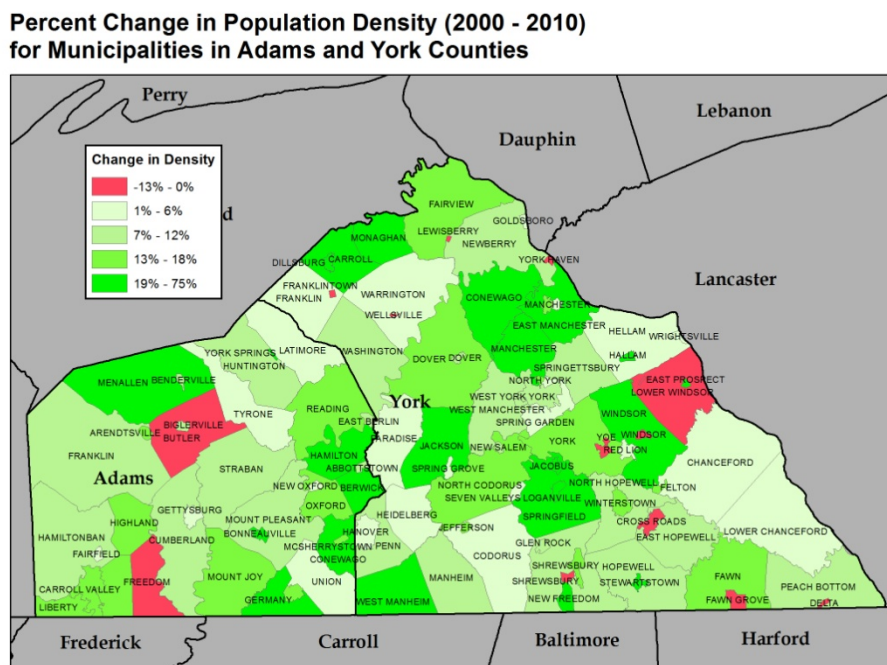 Percent Change in Population Density (2000 - 2010)
for Municipalities in Adams and York Counties
Perry
Lebanon
Dauphin
Change in Density
-13% - 0%
1% - 6%
7% - 12%
13% - 18%
19% - 75%
d
Lancaster
FAIRVIEW
GOLDSBORO
LEWISBERRY
NEWBERRY
MONAGHAN
DILLSBURG
CARROLL
YORK HAVEN
FRANKLINTOWN
FRANKLIN
WARRINGTON
CONEWAGO
MANCHESTER
WELLSVILLE
EAST MANCHESTER
HELLAM
WRIGHTSVILLE
YORK SPRINGS
LATIMORE
HUNTINGTON
WASHINGTON
DOVER
DOVER
MANCHESTER
HALLAM
SPRINGETTSBURY
MENALLEN
BENDERVILLE
NORTH YORK
EAST PROSPECT
LOWER WINDSOR
WEST YORK
YORK
TYRONE
READING
York
WEST MANCHESTER
WINDSOR
BIGLERVILLE
BUTLER
EAST BERLIN
SPRING GARDEN
ARENDTSVILLE
PARADISE
JACKSON
NEW SALEM
YORK
YOE
WINDSOR
RED LION
FRANKLIN
HAMILTON
STRABAN
ABBOTTSTOWN
SPRING GROVE
JACOBUS
CHANCEFORD
Adams
NEW OXFORD
BERWICK
NORTH CODORUS
NORTH HOPEWELL
FELTON
SEVEN VALLEYS
LOGANVILLE
WINTERSTOWN
GETTYSBURG
OXFORD
HEIDELBERG
SPRINGFIELD
HIGHLAND
MOUNT PLEASANT
CROSS ROADS
BONNEAUVILLE
HANOVER
JEFFERSON
LOWER CHANCEFORD
HAMILTONBAN
CUMBERLAND
MCSHERRYSTOWN
PENN
GLEN ROCK
EAST HOPEWELL
FAIRFIELD
CONEWAGO
CODORUS
SHREWSBURY
HOPEWELL
MOUNT JOY
UNION
MANHEIM
FREEDOM
SHREWSBURY
STEWARTSTOWN
FAWN
PEACH BOTTOM
CARROLL VALLEY
GERMANY
WEST MANHEIM
NEW FREEDOM
FAWN GROVE
DELTA
LIBERTY
Frederick
Carroll
Baltimore
Harford